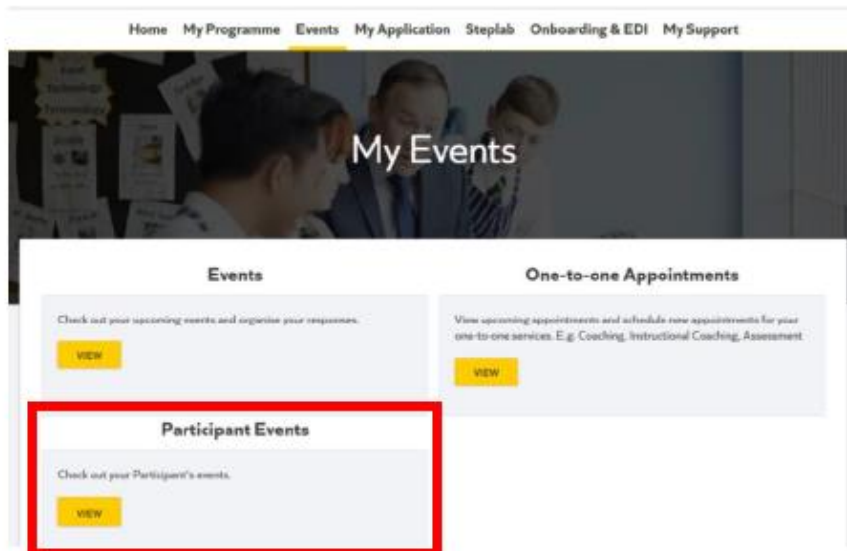 Home My Programme Events My Application Steplab Onboarding & EDI My Support
My Events
Events
Check out your upcoming events and organise your responses.
VIEW
One-to-one Appointments
View upcoming appointments and schedule new appointments for your
one-to-one services. E.g. Coaching, Instructional Coaching, Assessment
VIEW
Participant Events
Check out your Participant's events.
VIEW